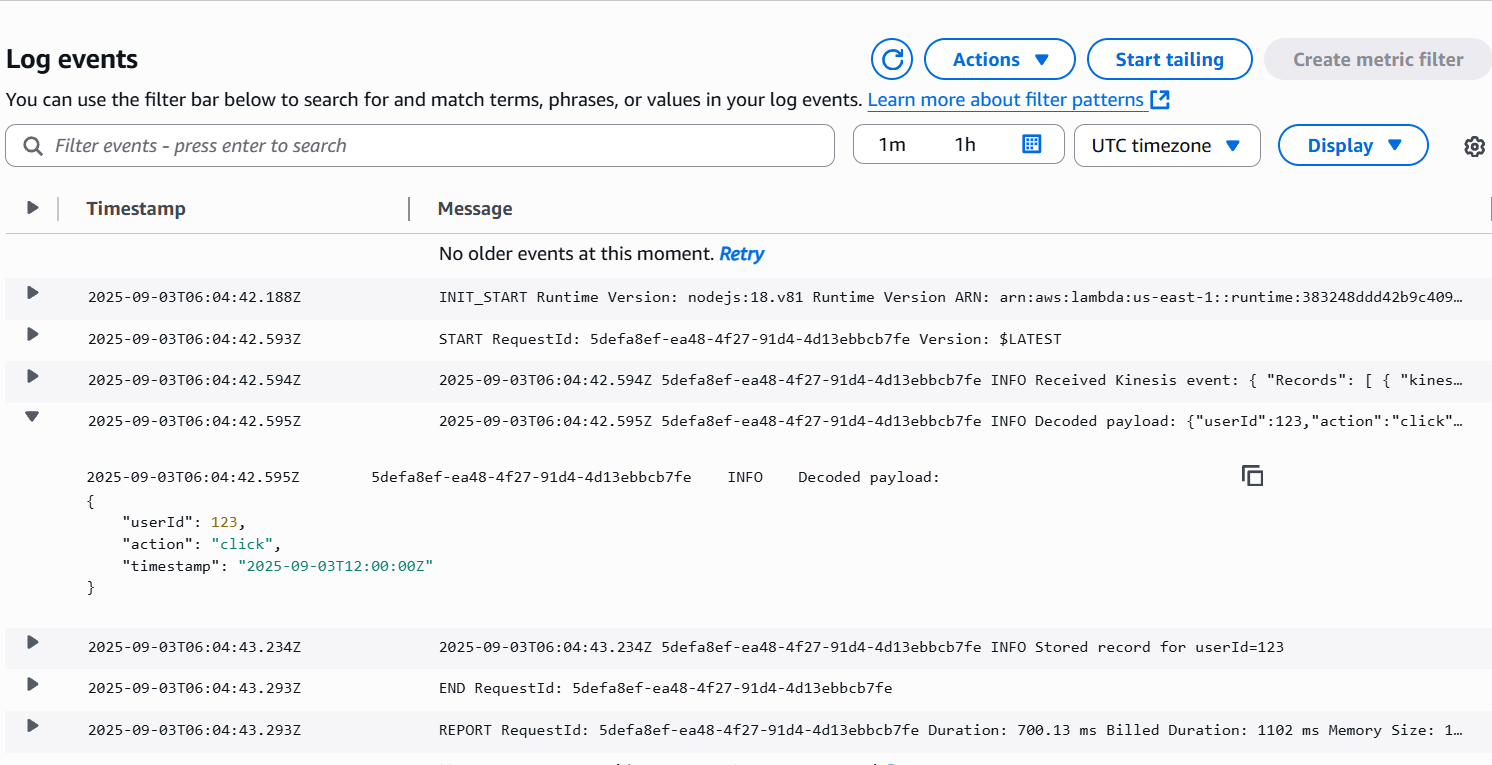 Log events
Actions
Start tailing
Create metric filter
You can use the filter bar below to search for and match terms, phrases, or values in your log events. Learn more about filter patterns
Filter events - press enter to search
1m 1h
UTC timezone
Display
Timestamp Message
No older events at this moment. Retry
2025-09-03T06:04:42.188Z INIT_START Runtime Version: nodejs:18.v81 Runtime Version ARN: arn:aws:lambda:us-east-1::runtime:383248ddd42b9c409…
2025-09-03T06:04:42.593Z START RequestId: 5defa8ef-ea48-4f27-91d4-4d13ebbcb7fe Version: $LATEST
2025-09-03T06:04:42.594Z 2025-09-03T06:04:42.594Z 5defa8ef-ea48-4f27-91d4-4d13ebbcb7fe INFO Received Kinesis event: { "Records": [ { "kines…
2025-09-03T06:04:42.595Z 2025-09-03T06:04:42.595Z 5defa8ef-ea48-4f27-91d4-4d13ebbcb7fe INFO Decoded payload: {"userId":123,"action":"click"…
2025-09-03T06:04:42.595Z 5defa8ef-ea48-4f27-91d4-4d13ebbcb7fe INFO Decoded payload:
{
"userId": 123,
"action": "click",
"timestamp": "2025-09-03T12:00:00Z"
}
2025-09-03T06:04:43.234Z 2025-09-03T06:04:43.234Z 5defa8ef-ea48-4f27-91d4-4d13ebbcb7fe INFO Stored record for userId=123
2025-09-03T06:04:43.293Z END RequestId: 5defa8ef-ea48-4f27-91d4-4d13ebbcb7fe
2025-09-03T06:04:43.293Z REPORT RequestId: 5defa8ef-ea48-4f27-91d4-4d13ebbcb7fe Duration: 700.13 ms Billed Duration: 1102 ms Memory Size: 1…